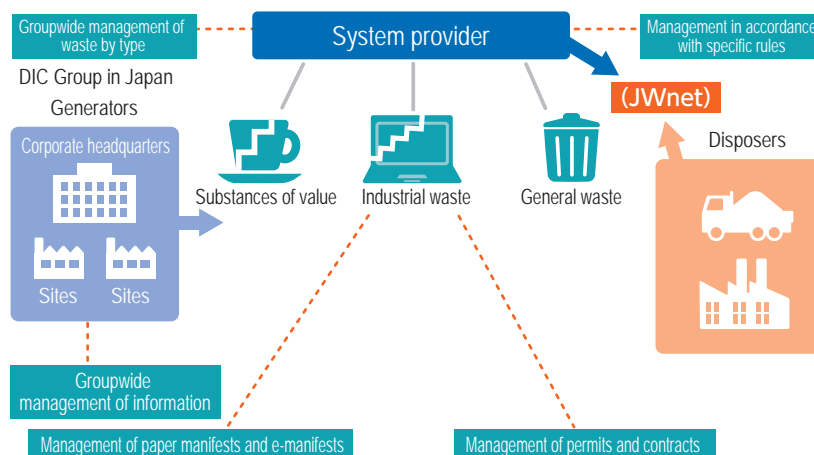 Groupwide management of
waste by type
System provider
Management in accordance
with specific rules
DIC Group in Japan
Generators
(JWnet)
Corporate headquarters
Disposers
Substances of value
Industrial waste
General waste
Sites
Sites
Groupwide
management of information
Management of paper manifests and e-manifests
Management of permits and contracts